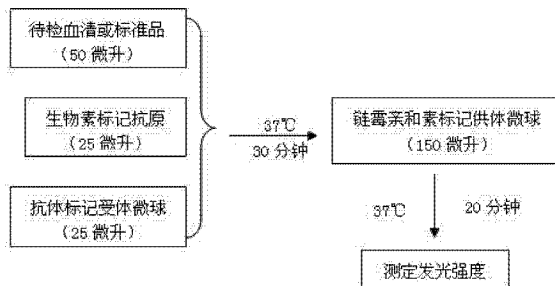 待检血清或标准品
（50 微升）
生物素标记抗原
（25 微升）
抗体标记受体微球
（25 微升）
37℃
30 分钟
链霉亲和素标记供体微球
（150 微升）
37℃
20 分钟
测定发光强度